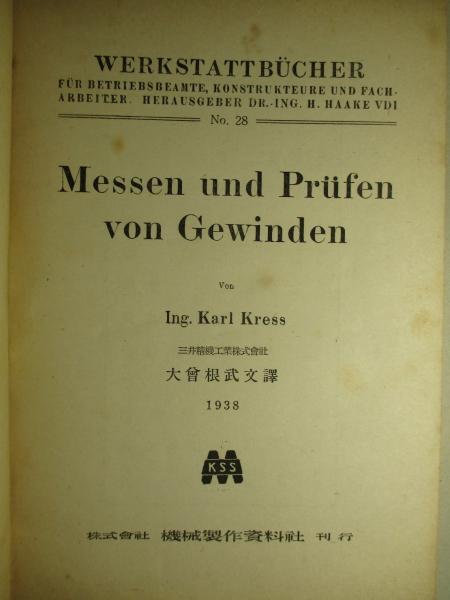 WERKSTATTBÜCHER
FÜR BETRIEBSBEAMTE, KONSTRUKTEURE UND FACH-
ARBEITER. HERAUSGEBER DR.-ING. H. HAAKE VDI
No. 28
Messen und Prüfen
von Gewinden
Von
Ing. Karl Kress
三井精機工業株式會社
大曾根武文譯
1938
KSS
株式會社 機械製作資料社 刊行